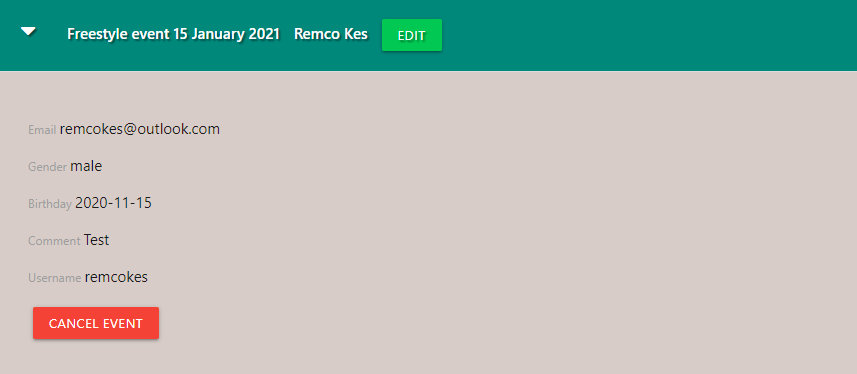 Freestyle event 15 January 2021 Remco Kes EDIT
Email remcokes@outlook.com
Gender male
Birthday 2020-11-15
Comment Test
Username remcokes
CANCEL EVENT